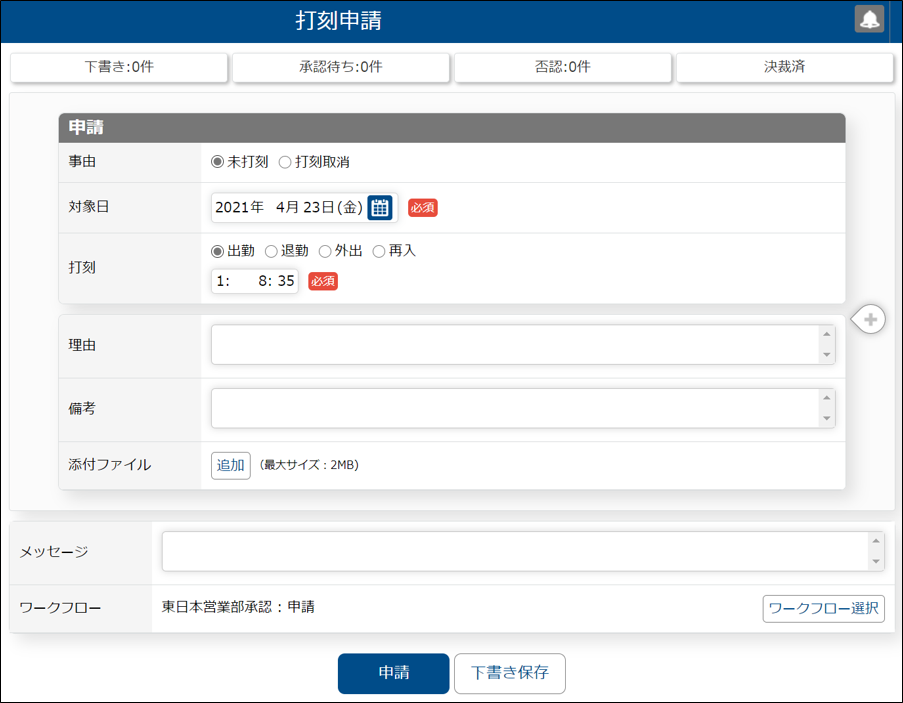 打刻申請
下書き:0件 承認待ち:0件 否認:0件 決裁済
申請
事由 未打刻 打刻取消
対象日 2021年 4月 23日(金) 必須
打刻 出勤 退勤 外出 再入
1: 8: 35 必須
理由
備考
添付ファイル 追加 (最大サイズ：2MB)
メッセージ
ワークフロー 東日本営業部承認：申請 ワークフロー選択
申請 下書き保存